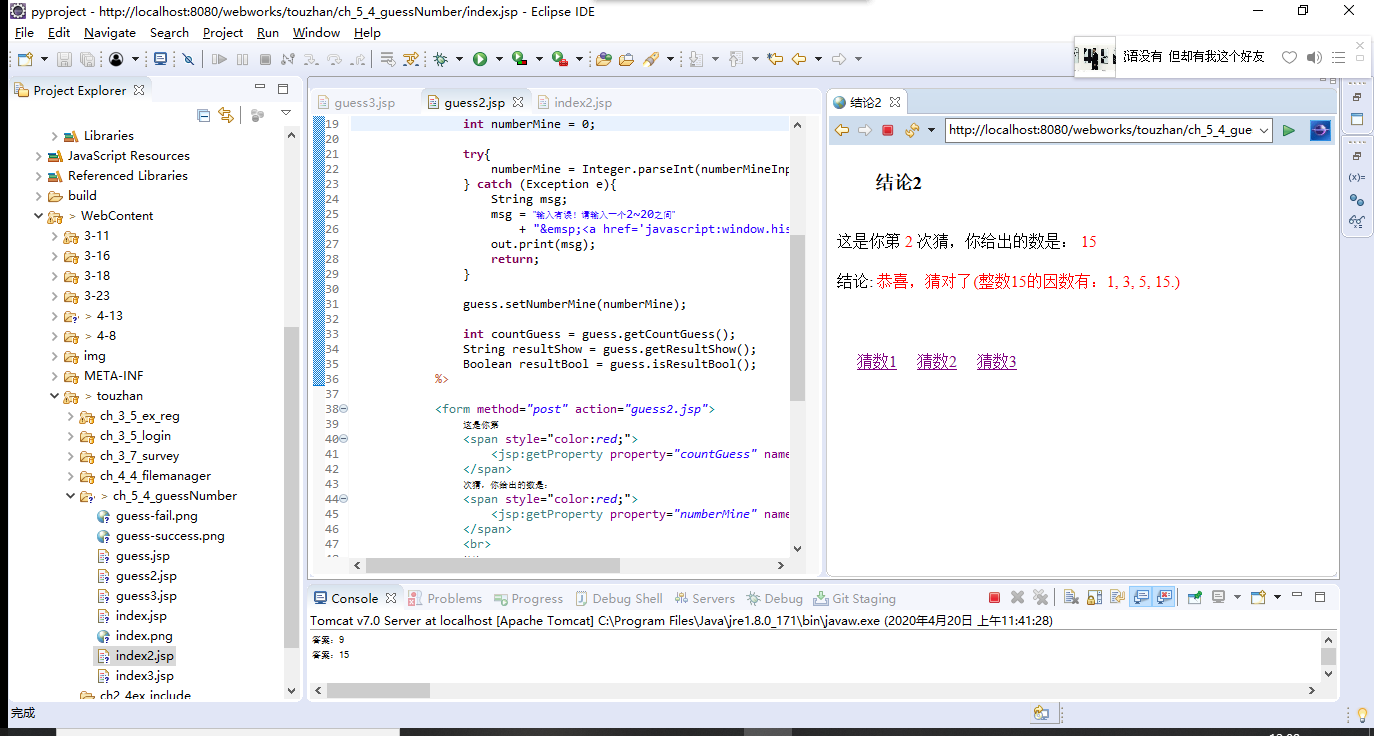 pyproject - http://localhost:8080/webworks/touzhan/ch_5_4_guessNumber/index.jsp - Eclipse IDE
File Edit Navigate Search Project Run Window Help
语没有 但却有我这个好友
Project Explorer
Libraries
JavaScript Resources
Referenced Libraries
build
> WebContent
3-11
3-16
3-18
3-23
> 4-13
> 4-8
img
META-INF
> touzhan
ch_3_5_ex_reg
ch_3_5_login
ch_3_7_survey
ch_4_4_filemanager
> ch_5_4_guessNumber
guess-fail.png
guess-success.png
guess.jsp
guess2.jsp
guess3.jsp
index.jsp
index.png
index2.jsp
index3.jsp
ch2_4ex_include
guess3.jsp guess2.jsp index2.jsp
19 int numberMine = 0;
20
21 try{
22 numberMine = Integer.parseInt(numberMineInp
23 } catch (Exception e){
24 String msg;
25 msg = "输入有误！请输入一个2~20之间"
26 + "&emsp;<a href='javascript:window.his
27 out.print(msg);
28 return;
29 }
30
31 guess.setNumberMine(numberMine);
32
33 int countGuess = guess.getCountGuess();
34 String resultShow = guess.getResultShow();
35 Boolean resultBool = guess.isResultBool();
36 %>
37
38 <form method="post" action="guess2.jsp">
39 这是你第
40 <span style="color:red;">
41 <jsp:getProperty property="countGuess" name
42 </span>
43 次猜，你给出的数是：
44 <span style="color:red;">
45 <jsp:getProperty property="numberMine" name
46 </span>
47 <br>
结论2
http://localhost:8080/webworks/touzhan/ch_5_4_gue
结论2
这是你第 2 次猜，你给出的数是： 15
结论: 恭喜，猜对了(整数15的因数有：1, 3, 5, 15.)
猜数1 猜数2 猜数3
(x)=
Console Problems Progress Debug Shell Servers Debug Git Staging
Tomcat v7.0 Server at localhost [Apache Tomcat] C:\Program Files\Java\jre1.8.0_171\bin\javaw.exe (2020年4月20日 上午11:41:28)
答案：9
答案：15
完成